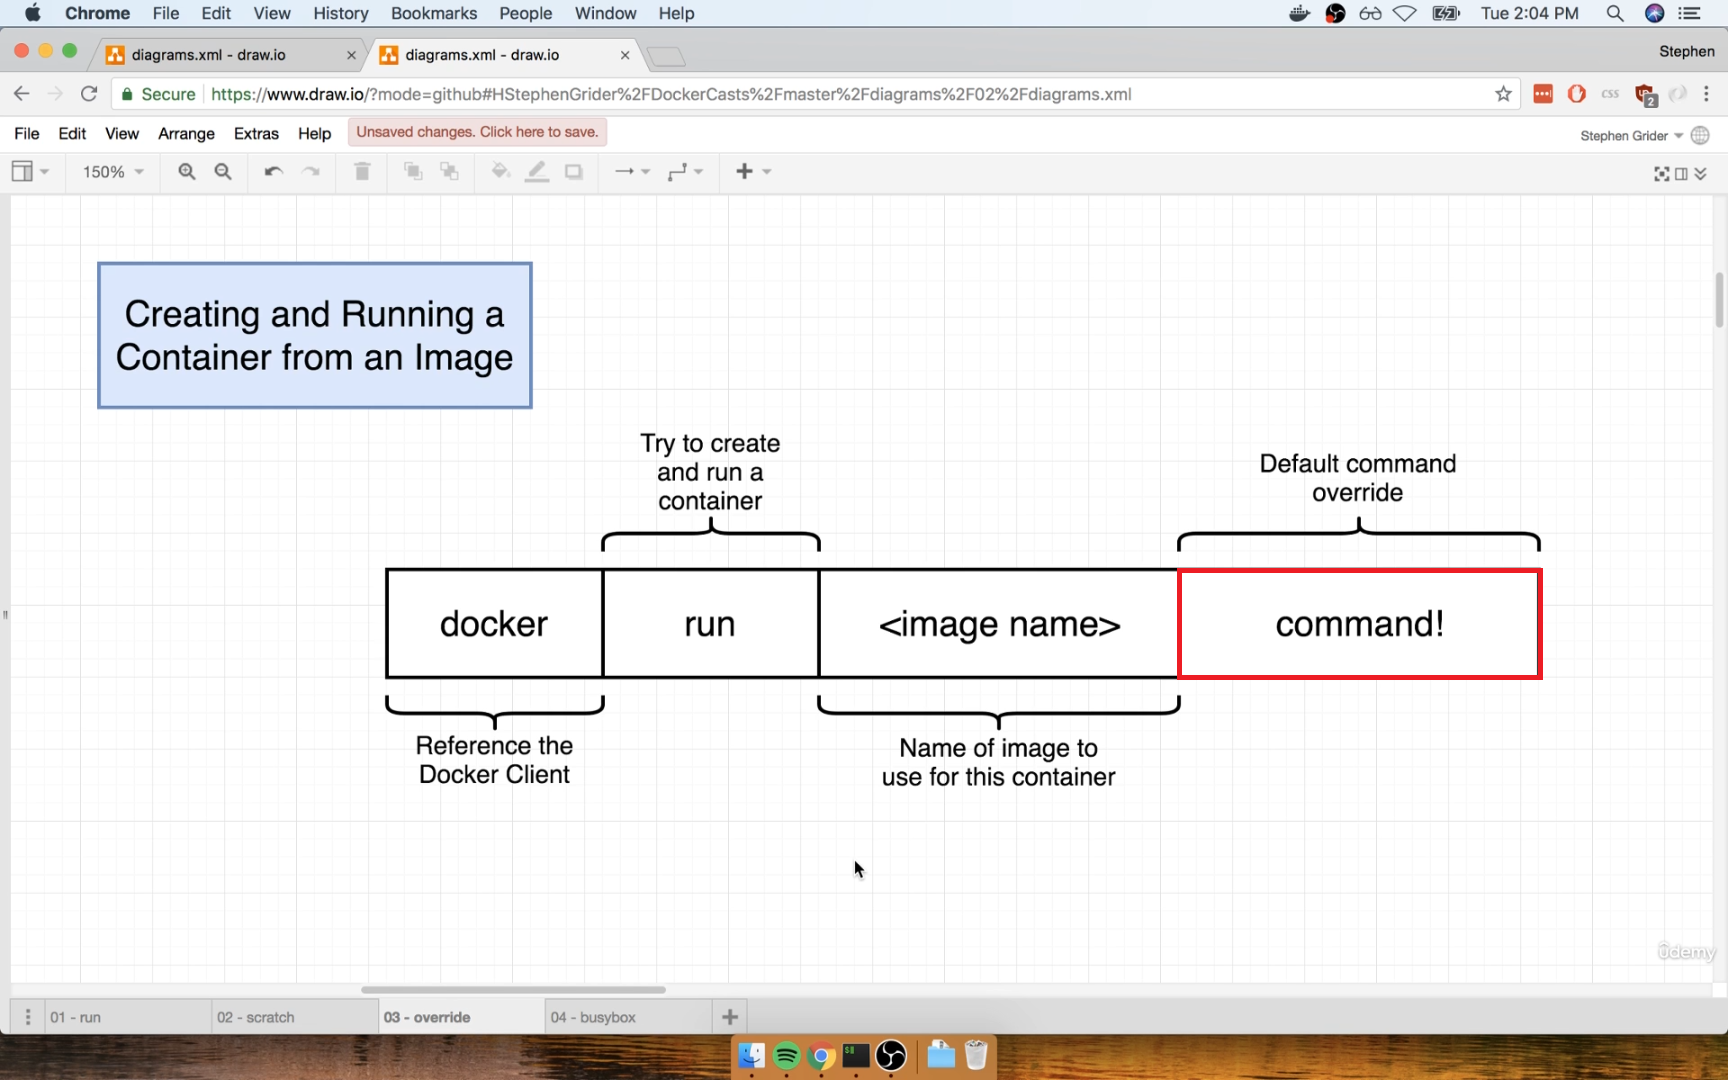 Chrome File Edit View History Bookmarks People Window Help Tue 2:04 PM
diagrams.xml - draw.io diagrams.xml - draw.io Stephen
Secure https://www.draw.io/?mode=github#HStephenGrider%2FDockerCasts%2Fmaster%2Fdiagrams%2F02%2Fdiagrams.xml css 2
File Edit View Arrange Extras Help Unsaved changes. Click here to save. Stephen Grider
150%
Creating and Running a
Container from an Image
Try to create
and run a
container
Default command
override
docker run <image name> command!
Reference the
Docker Client
Name of image to
use for this container
ûdemy
01 - run 02 - scratch 03 - override 04 - busybox